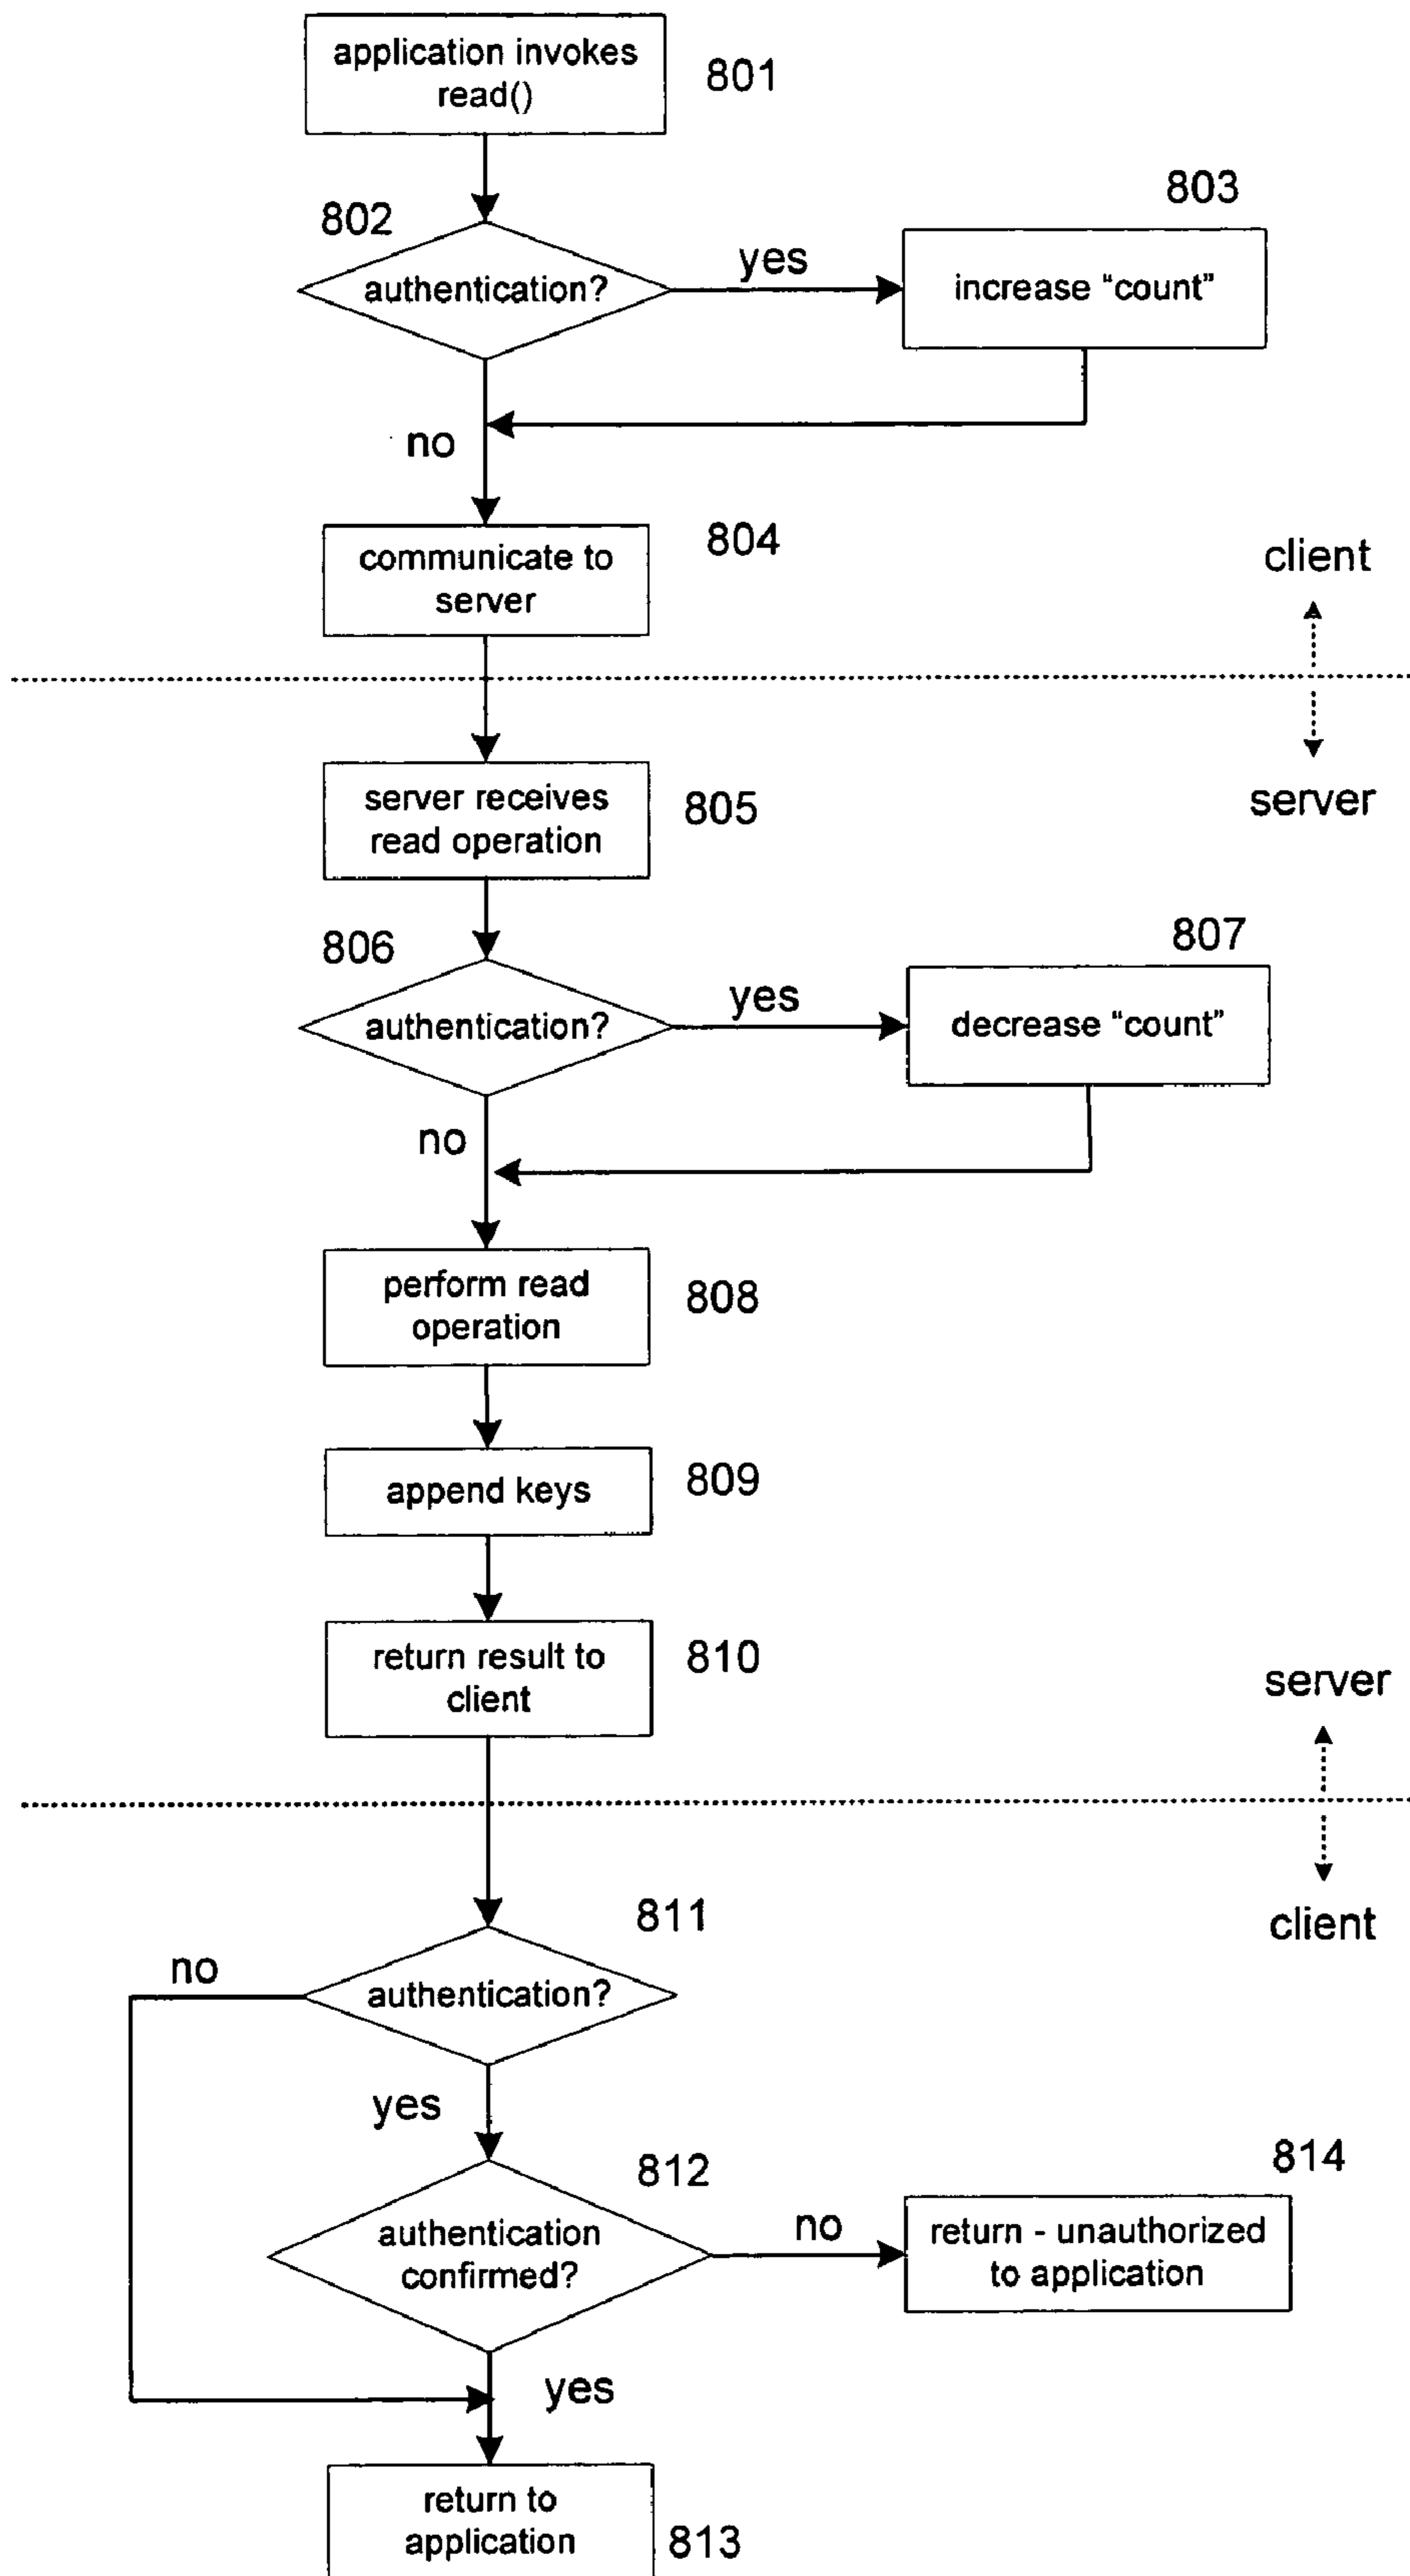 application invokes
read()
801
802
authentication?
yes
803
increase “count”
no
804
communicate to
server
client
server
server receives
read operation
805
806
authentication?
yes
807
decrease “count”
no
perform read
operation
808
append keys
809
return result to
client
810
server
client
811
no
authentication?
yes
812
authentication
confirmed?
no
814
return - unauthorized
to application
yes
return to
application
813